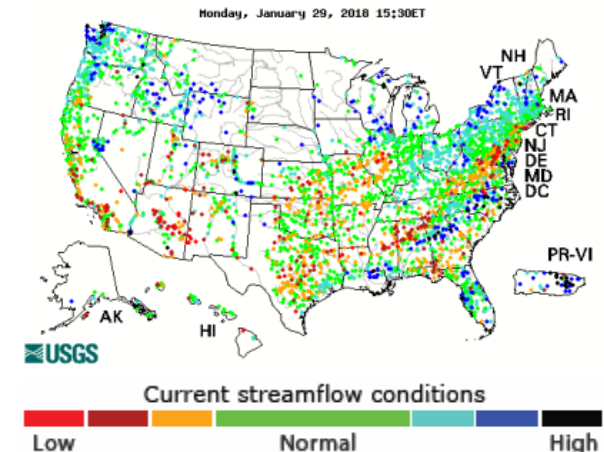 Monday, January 29, 2018 15:30ET
NH
VT
MA
RI
CT
NJ
DE
MD
DC
PR-VI
AK
HI
USGS
Current streamflow conditions
Low Normal High